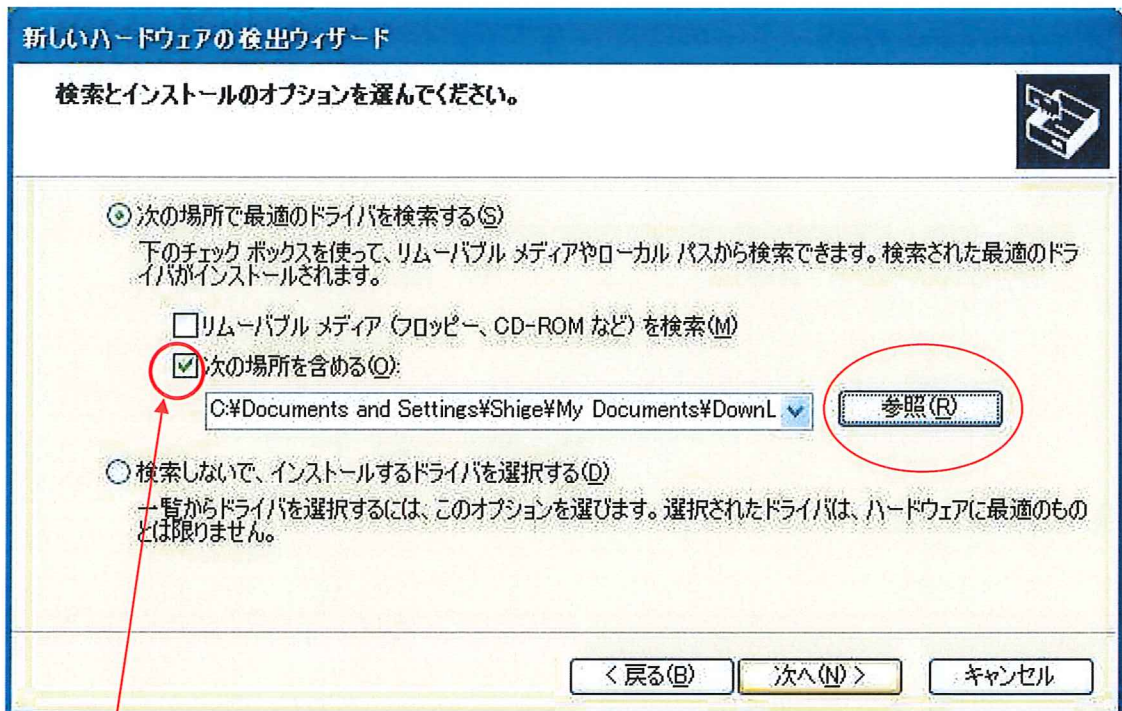 新しいハードウェアの検出ウィザード
検索とインストールのオプションを選んでください。
次の場所で最適のドライバを検索する(S)
下のチェック ボックスを使って、リムーバブル メディアやローカル パスから検索できます。検索された最適のドラ
イバがインストールされます。
リムーバブル メディア (フロッピー、CD-ROM など) を検索(M)
次の場所を含める(O):
C:¥Documents and Settings¥Shige¥My Documents¥DownL
参照(R)
検索しないで、インストールするドライバを選択する(D)
一覧からドライバを選択するには、このオプションを選びます。選択されたドライバは、ハードウェアに最適のもの
とは限りません。
< 戻る(B) 次へ(N) > キャンセル